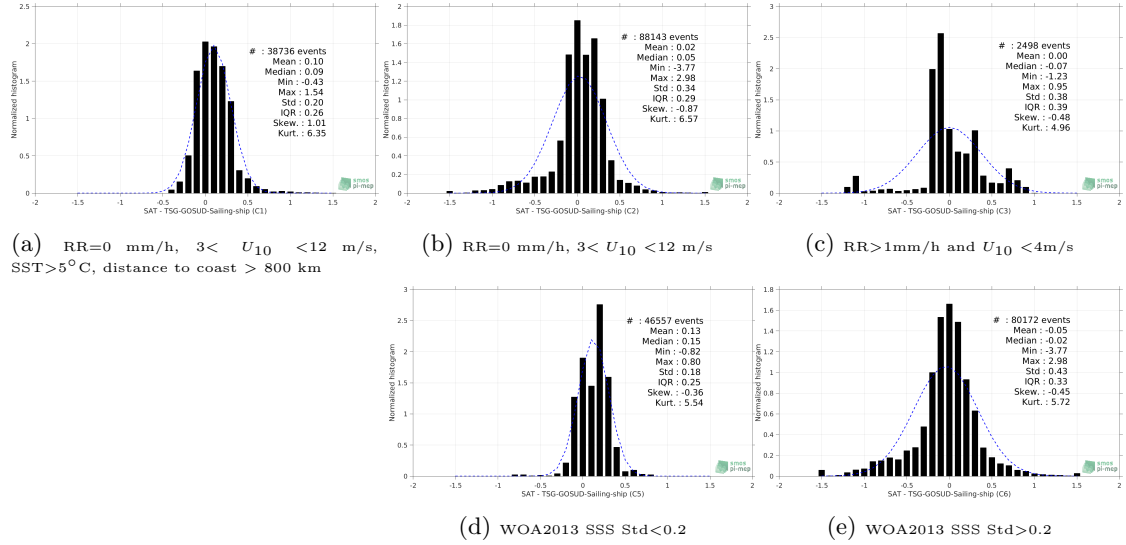 3
2.5
2
1.5
1
0.5
0
-2 -1.5 -1 -0.5 0 0.5 1 1.5 2
Normalized histogram
SAT - TSG-GOSUD-Sailing-ship (C1)
# : 38736 events
Mean : 0.10
Median : 0.09
Min : -0.43
Max : 1.54
Std : 0.20
IQR : 0.26
Skew. : 1.01
Kurt. : 6.35
smos
pi-mep
(a) RR=0 mm/h, 3< U10 <12 m/s,
SST>5°C, distance to coast > 800 km
2
1.8
1.6
1.4
1.2
1
0.8
0.6
0.4
0.2
0
-2 -1.5 -1 -0.5 0 0.5 1 1.5 2
Normalized histogram
SAT - TSG-GOSUD-Sailing-ship (C2)
# : 88143 events
Mean : 0.02
Median : 0.05
Min : -3.77
Max : 2.98
Std : 0.34
IQR : 0.29
Skew. : -0.87
Kurt. : 6.57
smos
pi-mep
(b) RR=0 mm/h, 3< U10 <12 m/s
3
2.5
2
1.5
1
0.5
0
-2 -1.5 -1 -0.5 0 0.5 1 1.5 2
Normalized histogram
SAT - TSG-GOSUD-Sailing-ship (C3)
# : 2498 events
Mean : 0.00
Median : -0.07
Min : -1.23
Max : 0.95
Std : 0.38
IQR : 0.39
Skew. : -0.48
Kurt. : 4.96
smos
pi-mep
(c) RR>1mm/h and U10 <4m/s
3
2.5
2
1.5
1
0.5
0
-2 -1.5 -1 -0.5 0 0.5 1 1.5 2
Normalized histogram
SAT - TSG-GOSUD-Sailing-ship (C5)
# : 46557 events
Mean : 0.13
Median : 0.15
Min : -0.82
Max : 0.80
Std : 0.18
IQR : 0.25
Skew. : -0.36
Kurt. : 5.54
smos
pi-mep
(d) WOA2013 SSS Std<0.2
1.8
1.6
1.4
1.2
1
0.8
0.6
0.4
0.2
0
-2 -1.5 -1 -0.5 0 0.5 1 1.5 2
Normalized histogram
SAT - TSG-GOSUD-Sailing-ship (C6)
# : 80172 events
Mean : -0.05
Median : -0.02
Min : -3.77
Max : 2.98
Std : 0.43
IQR : 0.33
Skew. : -0.45
Kurt. : 5.72
smos
pi-mep
(e) WOA2013 SSS Std>0.2